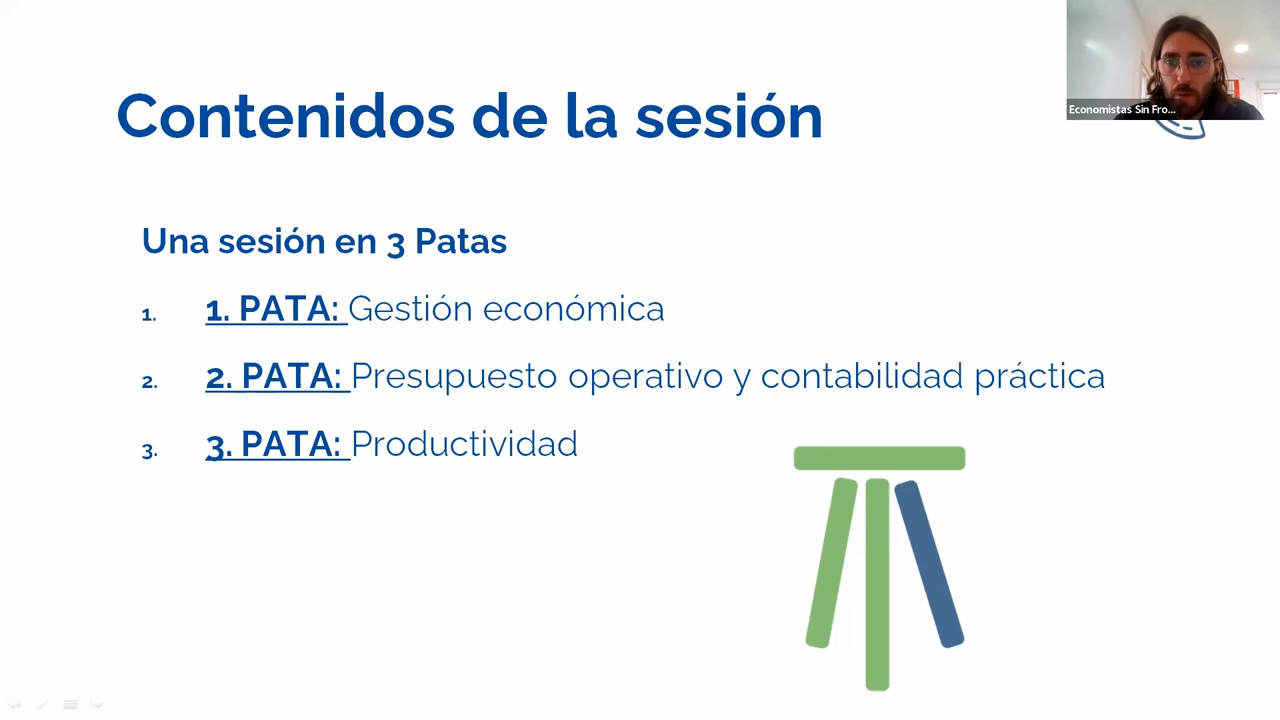 Contenidos de la sesión
Economistas Sin Fro...
Una sesión en 3 Patas
1. 1. PATA: Gestión económica
2. 2. PATA: Presupuesto operativo y contabilidad práctica
3. 3. PATA: Productividad